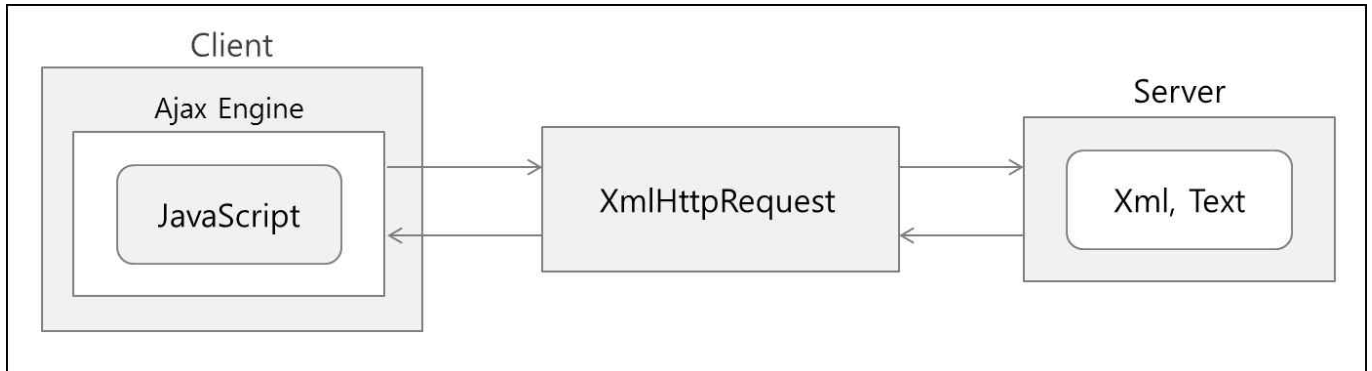 Client
Ajax Engine
JavaScript
XmlHttpRequest
Server
Xml, Text